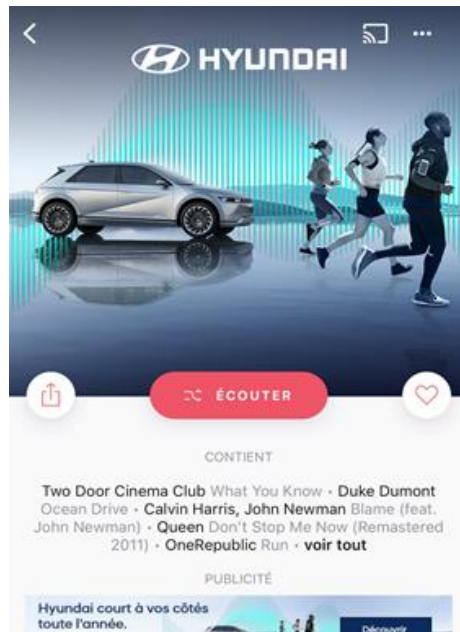 HYUNDAI
ÉCOUTER
CONTIENT
Two Door Cinema Club What You Know • Duke Dumont
Ocean Drive • Calvin Harris, John Newman Blame (feat.
John Newman) • Queen Don't Stop Me Now (Remastered
2011) • OneRepublic Run • voir tout
PUBLICITÉ
Hyundai court à vos côtés
toute l'année.
Découvrir